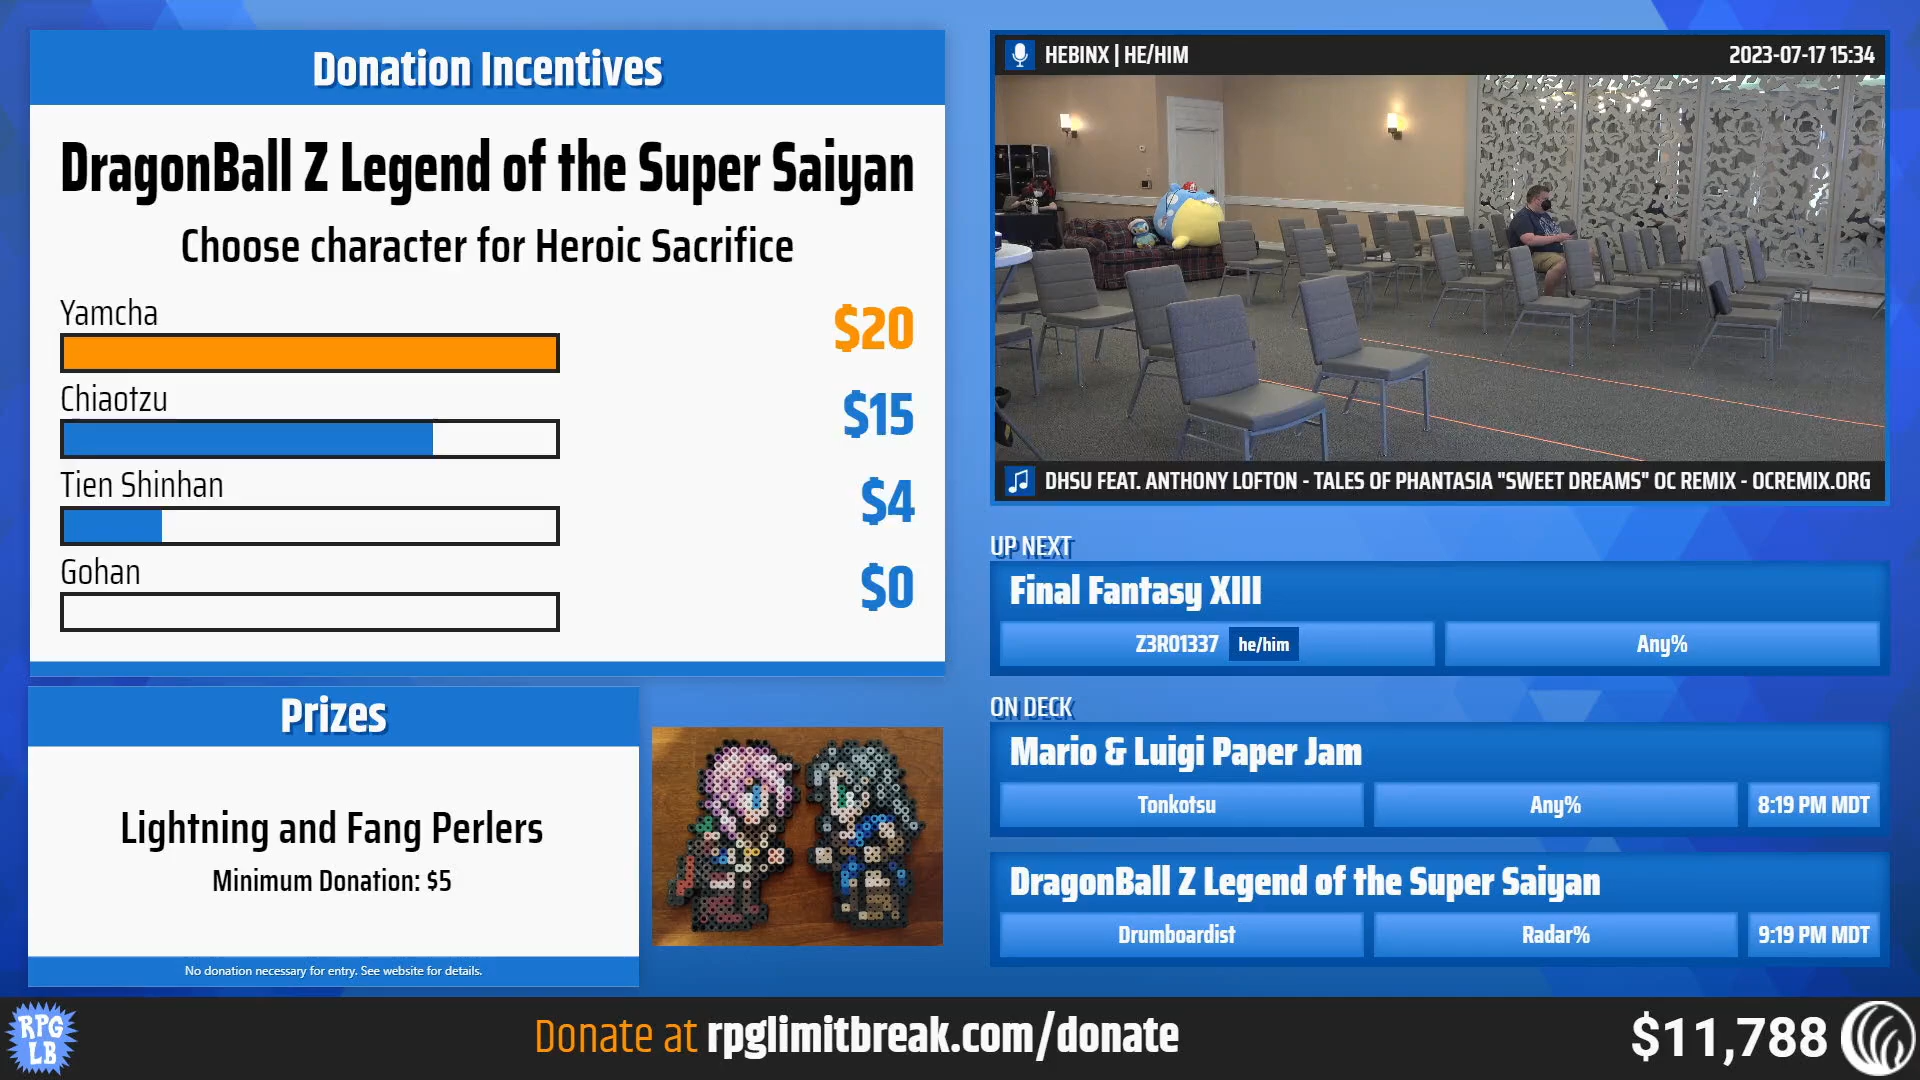 Donation Incentives
DragonBall Z Legend of the Super Saiyan
Choose character for Heroic Sacrifice
Yamcha
$20
Chiaotzu
$15
Tien Shinhan
$4
Gohan
$0
Prizes
Lightning and Fang Perlers
Minimum Donation: $5
No donation necessary for entry. See website for details.
HEBINX | HE/HIM
2023-07-17 15:34
DHSU FEAT. ANTHONY LOFTON - TALES OF PHANTASIA "SWEET DREAMS" OC REMIX - OCREMIX.ORG
UP NEXT
Final Fantasy XIII
Z3R01337 he/him
Any%
ON DECK
Mario & Luigi Paper Jam
Tonkotsu
Any%
8:19 PM MDT
DragonBall Z Legend of the Super Saiyan
Drumboardist
Radar%
9:19 PM MDT
RPG
LB
Donate at rpglimitbreak.com/donate
$11,788